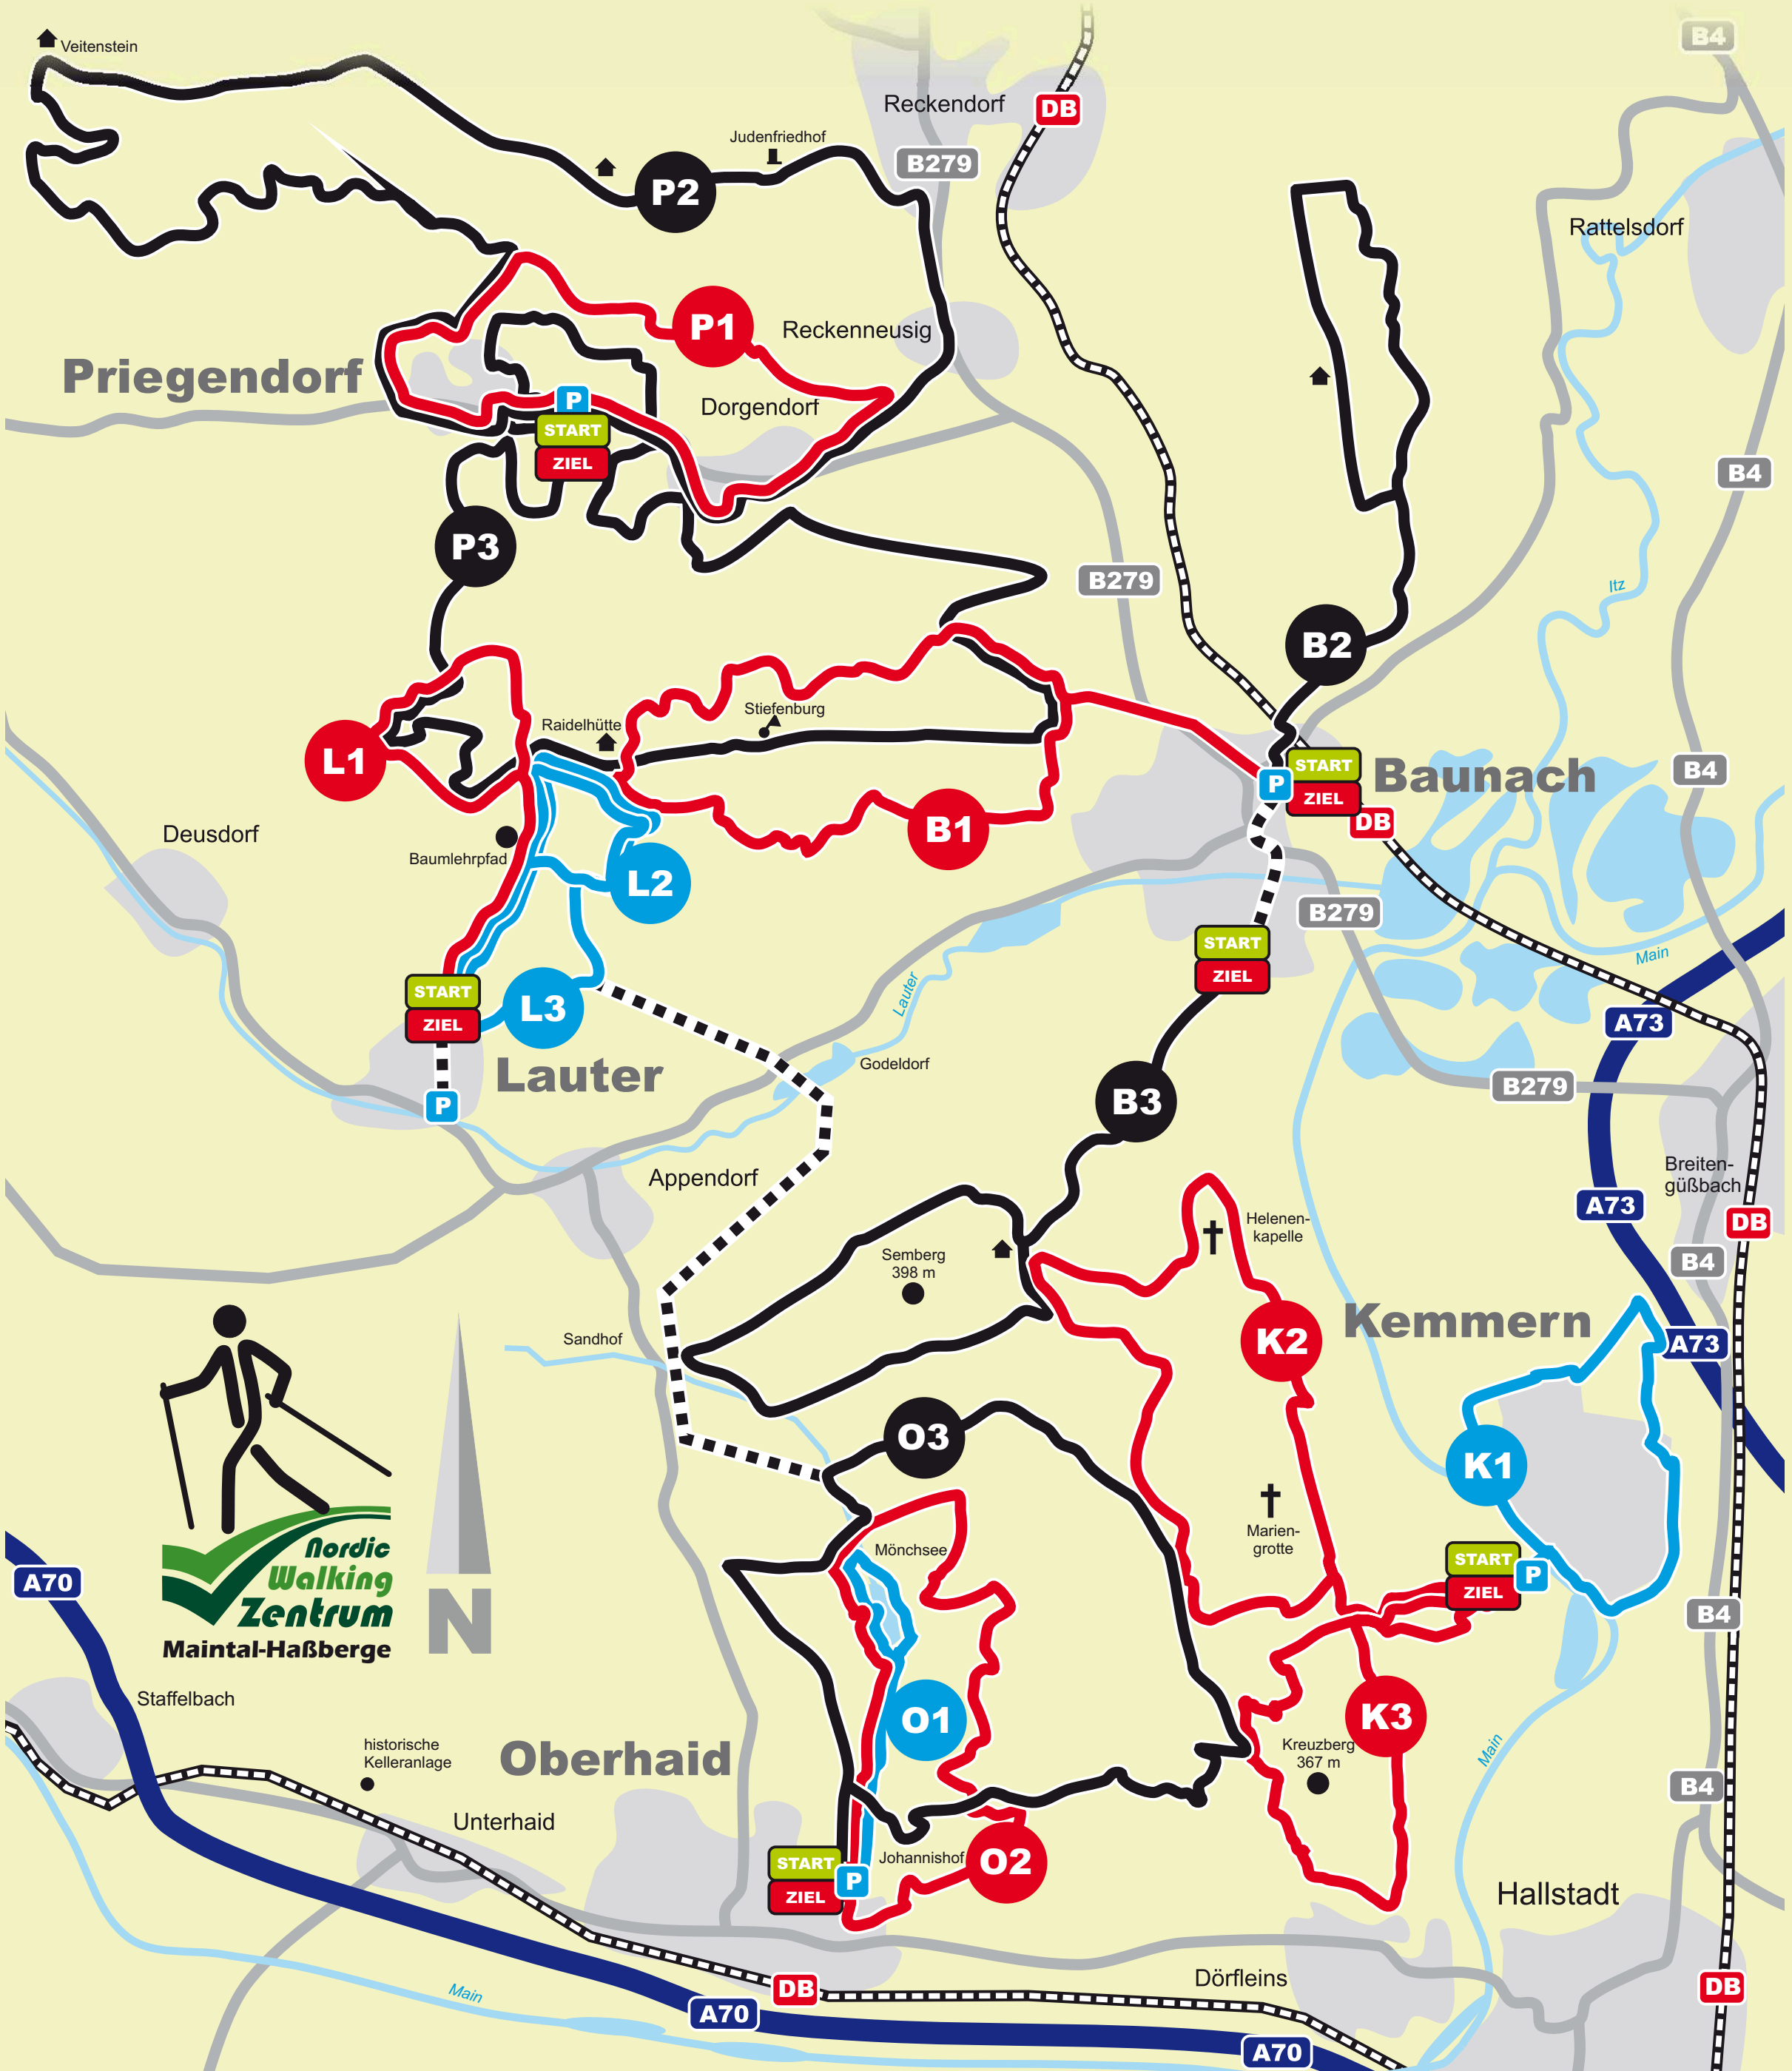 B4
Veitenstein
Reckendorf
DB
Judenfriedhof
B279
P2
Rattelsdorf
P1
Reckenneusig
Priegendorf
P
Dorgendorf
START
ZIEL
B4
P3
B279
Itz
B2
Stiefenburg
Raidelhütte
L1
START
ZIEL
P
Baunach
B4
DB
B1
Deusdorf
Baumlehrpfad
L2
B279
START
ZIEL
Main
START
ZIEL
L3
Lauter
A73
Lauter
Godeldorf
B279
P
B3
Appendorf
Breiten-
güßbach
A73
DB
Helenen-
kapelle
Semberg
398 m
B4
Kemmern
Sandhof
K2
A73
O3
K1
Marien-
grotte
Mönchsee
START
ZIEL
P
Nordic
Walking
Zentrum
Maintal-Haßberge
N
A70
B4
Staffelbach
O1
K3
historische
Kelleranlage
Oberhaid
Kreuzberg
367 m
Main
B4
Unterhaid
START
ZIEL
P
Johannishof
O2
Hallstadt
Dörfleins
Main
DB
A70
DB
A70